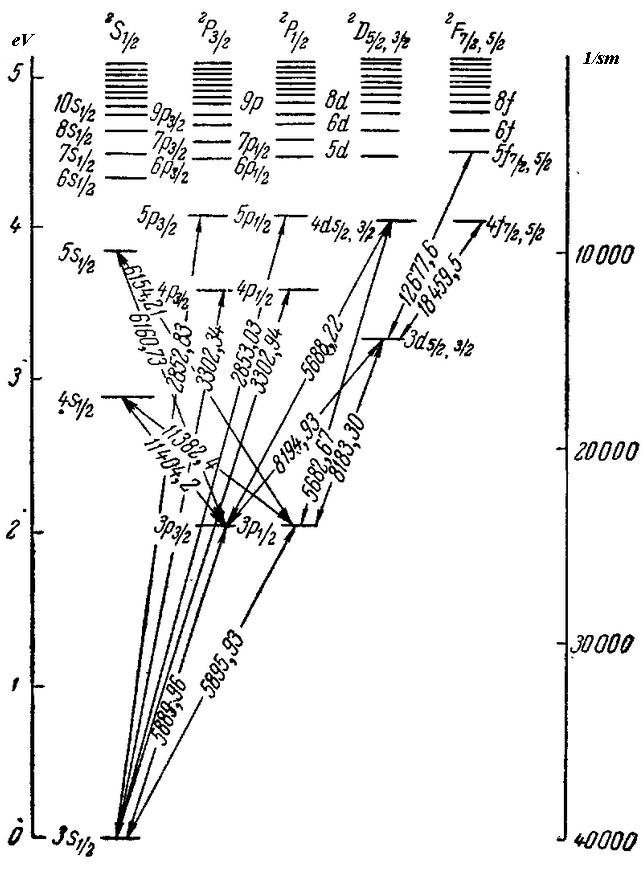 ²S1/2 ²P3/2 ²P1/2 ²D5/2, 3/2 ²F7/2, 5/2
eV 1/sm
5
10s1/2 9p3/2 9p 8d 8f
8s1/2 7p3/2 7p1/2 6d 6f
7s1/2 6p3/2 6p1/2 5d 5f7/2, 5/2
6s1/2
4
5p3/2 5p1/2 4d5/2, 3/2 4f7/2, 5/2
5s1/2
10000
6154,21
6160,73
4p3/2 4p1/2
2852,83
3302,34
2853,03
3302,94
5688,22
12677,6
18459,5
3d5/2, 3/2
3
4s1/2
11382,4
11404,2
8194,93
5682,67
8183,30
20000
2
3p3/2 3p1/2
30000
1
5889,96
5895,93
0 3s1/2
40000